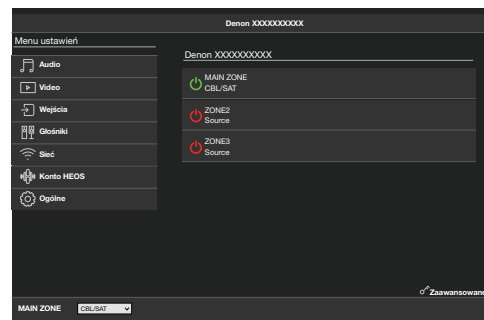 Denon XXXXXXXXXX
Menu ustawień
Audio
Video
Wejścia
Głośniki
Sieć
Konto HEOS
Ogólne
Denon XXXXXXXXXX
MAIN ZONE
CBL/SAT
ZONE2
Source
ZONE3
Source
Zaawansowane
MAIN ZONE CBL/SAT